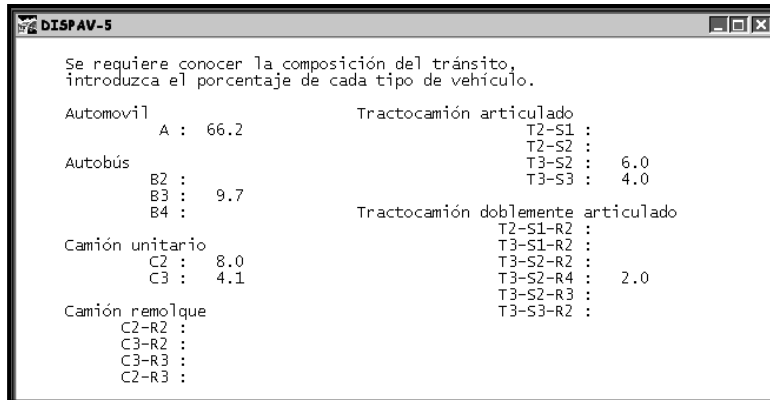 DISPAV-5
Se requiere conocer la composición del tránsito,
introduzca el porcentaje de cada tipo de vehículo.
Automovil
A : 66.2
Autobús
B2 :
B3 : 9.7
B4 :
Camión unitario
C2 : 8.0
C3 : 4.1
Camión remolque
C2-R2 :
C3-R2 :
C3-R3 :
C2-R3 :
Tractocamión articulado
T2-S1 :
T2-S2 :
T3-S2 : 6.0
T3-S3 : 4.0
Tractocamión doblemente articulado
T2-S1-R2 :
T3-S1-R2 :
T3-S2-R2 :
T3-S2-R4 : 2.0
T3-S2-R3 :
T3-S3-R2 :